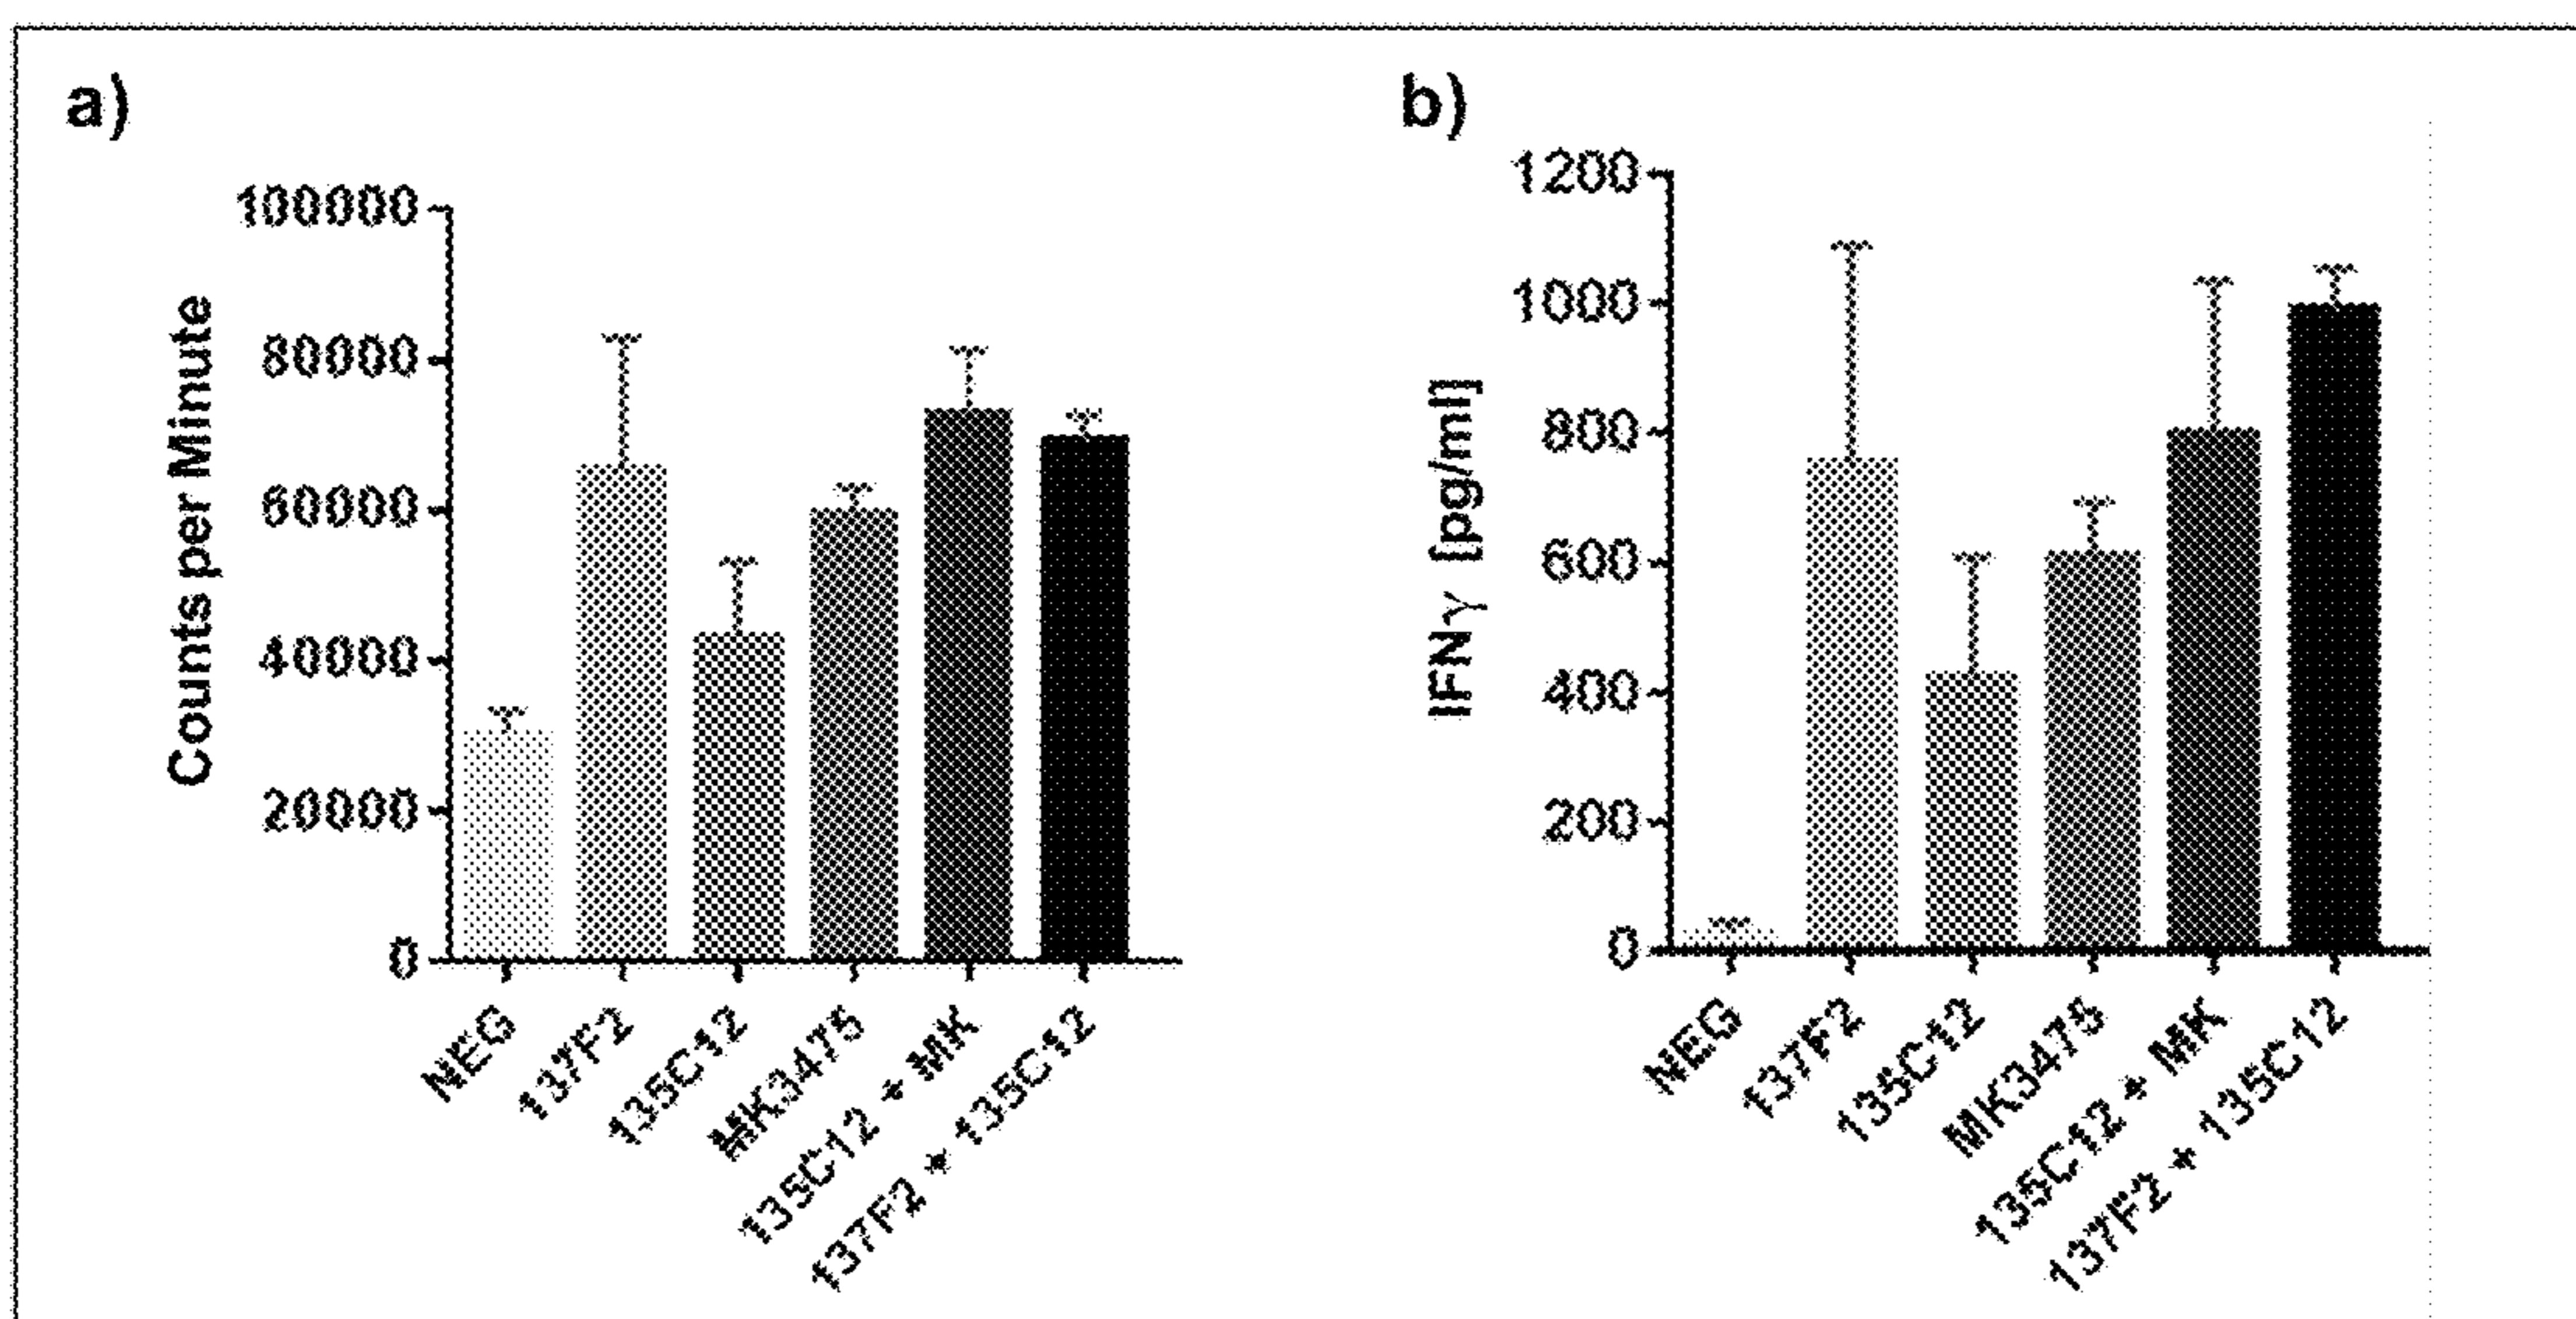 a)
Counts per Minute
100000
80000
60000
40000
20000
0
NEG
137F2
135C12
MK3475
135C12 + MK
137F2 + 135C12
b)
IFNγ [pg/ml]
1200
1000
800
600
400
200
0
NEG
137F2
135C12
MK3475
135C12 + MK
137F2 + 135C12